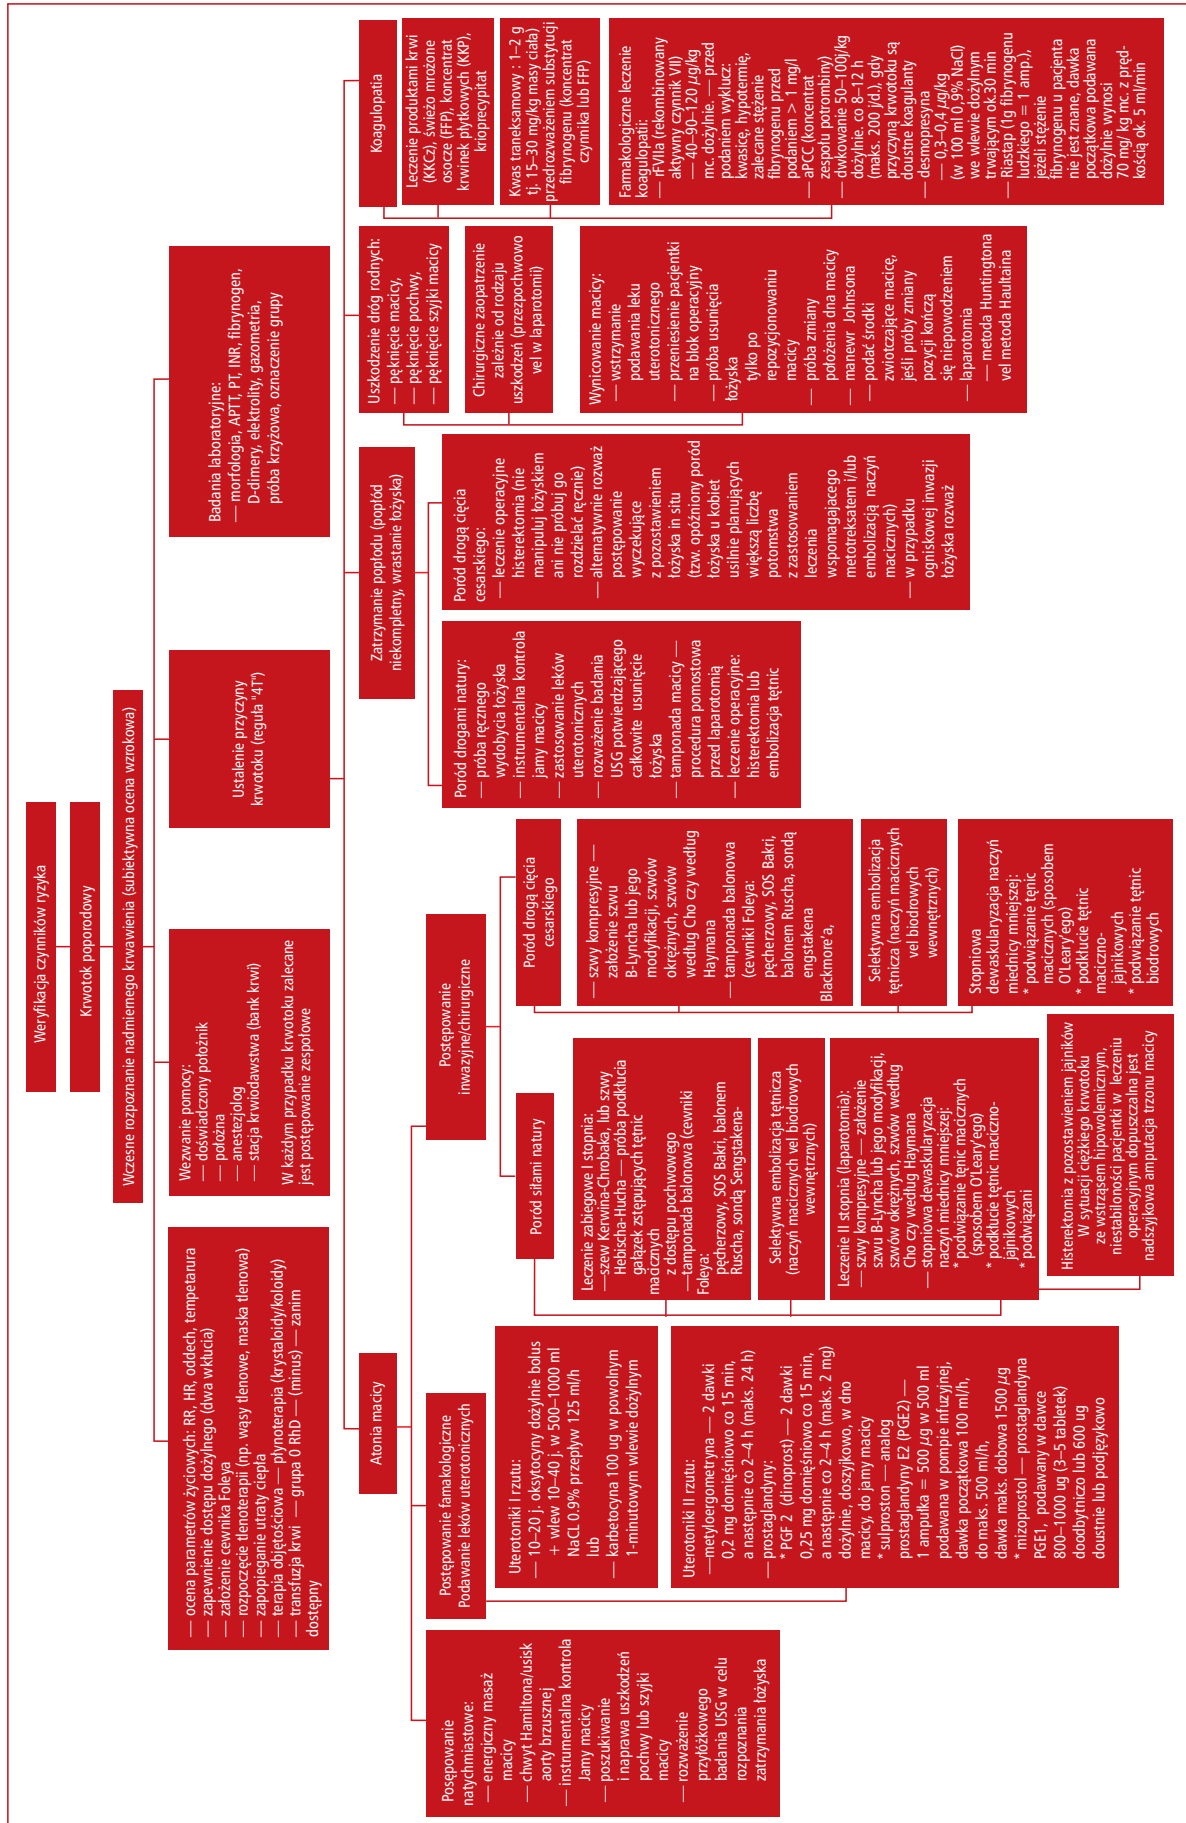 Weryfikacja czynników ryzyka
Krwotok poporodowy
Wczesne rozpoznanie nadmiernego krwawienia (subiektywna ocena wzrokowa)
— ocena parametrów życiowych: RR, HR, oddech, tempetarura
— zapewnienie dostępu dożylnego (dwa wkłucia)
— założenie cewnika Foleya
— rozpoczęcie tlenoterapii (np. wąsy tlenowe, maska tlenowa)
— zapopieganie utraty ciepła
— terapia objętościowa — płynoterapia (krystaloidy/koloidy)
— transfuzja krwi — grupa 0 RhD — (minus) — zanim
dostępny
Wezwanie pomocy:
— doświadczony położnik
— położna
— anestezjolog
— stacja krwiodawstwa (bank krwi)
W każdym przypadku krwotoku zalecane
jest postępowanie zespołowe
Ustalenie przyczyny
krwotoku (reguła "4T")
Badania laboratoryjne:
— morfologia, APTT, PT, INR, fibrynogen,
D-dimery, elektrolity, gazometria,
próba krzyżowa, oznaczenie grupy
Atonia macicy
Posępowanie
natychmiastowe:
— energiczny masaż
macicy
— chwyt Hamiltona/usisk
aorty brzusznej
— instrumentalna kontrola
Jamy macicy
— poszukiwanie
i naprawa uszkodzeń
pochwy lub szyjki
macicy
— rozważenie
przyłóżkowego
badania USG w celu
rozpoznania
zatrzymania łożyska
Postępowanie famakologiczne
Podawanie leków uterotonicznych
Uterotoniki I rzutu:
— 10–20 j. oksytocyny dożylnie bolus
+ wlew 10–40 j. w 500–1000 ml
NaCl 0.9% przepływ 125 ml/h
lub
— karbetocyna 100 ug w powolnym
1-minutowym wlewie dożylnym
Uterotoniki II rzutu:
— metyloergometryna — 2 dawki
0,2 mg domięśniowo co 15 min,
a następnie co 2–4 h (maks. 24 h)
— prostaglandyny:
* PGF 2 (dinoprost) — 2 dawki
0,25 mg domięśniowo co 15 min,
a następnie co 2–4 h (maks. 2 mg)
dożylnie, doszyjkowo, w dno
macicy, do jamy macicy
* sulproston — analog
prostaglandyny E2 (PGE2) —
1 ampułka = 500 µg w 500 ml
podawana w pompie infuzyjnej,
dawka początkowa 100 ml/h,
do maks. 500 ml/h,
dawka maks. dobowa 1500 µg
* mizoprostol — prostaglandyna
PGE1, podawany w dawce
800–1000 ug (3–5 tabletek)
doodbytniczo lub 600 ug
doustnie lub podjęzykowo
Postępowanie
inwazyjne/chirurgiczne
Poród siłami natury
Leczenie zabiegowe I stopnia:
— szew Kerwina-Chrobaka, lub szwy
Hebischa-Hucha — próba podkłucia
gałązek zstępujących tętnic
macicznych
z dostępu pochwowego
— tamponada balonowa (cewniki
Foleya:
pęcherzowy, SOS Bakri, balonem
Ruscha, sondą Sengstakena-
Selektywna embolizacja tętnicza
(naczyń macicznych vel biodrowych
wewnętrznych)
Leczenie II stopnia (laparotomia):
— szwy kompresyjne — założenie
szwu B-Lyncha lub jego modyfikacji,
szwów okrężnych, szwów według
Cho czy według Haymana
— stopniowa dewaskularyzacja
naczyń miednicy mniejszej:
* podwiązanie tęnic macicznych
(sposobem O'Leary'ego)
* podkłucie tętnic maciczno-
jajnikowych
* podwiązani
Histerektomia z pozostawieniem jajników
W sytuacji ciężkiego krwotoku
ze wstrząsem hipowolemicznym,
niestabilności pacjentki w leczeniu
operacyjnym dopuszczalna jest
nadszyjkowa amputacja trzonu macicy
Poród drogą cięcia
cesarskiego
— szwy kompresyjne —
założenie szwu
B-Lyncha lub jego
modyfikacji, szwów
okrężnych, szwów
według Cho czy według
Haymana
— tamponada balonowa
(cewniki Foleya:
pęcherzowy, SOS Bakri,
balonem Ruscha, sondą
engstakena
Blackmore'a,
Selektywna embolizacja
tętnicza (naczyń macicznych
vel biodrowych
wewnętrznych)
Stopniowa
dewaskularyzacja naczyń
miednicy miejszej:
* podwiązanie tęnic
macicznych (sposobem
O'Leary'ego)
* podkłucie tętnic
maciczno-
jajnikowych
* podwiązanie tętnic
biodrowych
Zatrzymanie popłodu (popłód
niekompletny, wrastanie łożyska)
Poród drogami natury:
— próba ręcznego
wydobycia łożyska
— instrumentalna kontrola
jamy macicy
— zastosowanie leków
uterotonicznych
— rozważenie badania
USG potwierdzającego
całkowite usunięcie
łożyska
— tamponada macicy —
procedura pomostowa
przed laparotomią
— leczenie operacyjne:
histerektomia lub
embolizacja tętnic
Poród drogą cięcia
cesarskiego:
— leczenie operacyjne
histerektomia (nie
manipuluj łożyskiem
ani nie próbuj go
rozdzielać ręcznie)
— alternatywnie rozważ
postępowanie
wyczekujące
z pozostawieniem
łożyska in situ
(tzw. opóźniony poród
łożyska u kobiet
usilnie planujących
większą liczbę
potomstwa
z zastosowaniem
leczenia
wspomagajacego
metotreksatem i/lub
embolizacją naczyń
macicznych)
— w przypadku
ogniskowej inwazji
łożyska rozważ
Uszkodzenie dróg rodnych:
— pęknięcie macicy,
— pęknięcie pochwy,
— pęknięcie szyjki macicy
Chirurgiczne zaopatrzenie
zależnie od rodzaju
uszkodzeń (przezpochwowo
vel w laparotomii)
Wynicowanie macicy:
— wstrzymanie
podawania leku
uterotonicznego
— przeniesienie pacjentki
na blok operacyjny
— próba usunięcia
łożyska
tylko po
repozycjonowaniu
macicy
— próba zmiany
położenia dna macicy
— manewr Johnsona
— podać środki
zwiotczające macicę,
jeśli próby zmiany
pozycji kończą
się niepowodzeniem
— laparotomia
— metoda Huntingtona
vel metoda Haultaina
Koagulopatia
Leczenie produktami krwi
(KKCz), świeżo mrożone
osocze (FFP), koncentrat
krwinek płytkowych (KKP),
krioprecypitat
Kwas traneksamowy : 1–2 g
tj. 15–30 mg/kg masy ciała)
przedrozważeniem substytucji
fibrynogenu (koncentrat
czynnika lub FFP)
Farmakologiczne leczenie
koagulopatii:
— rFVIIa (rekombinowany
aktywny czynnik VII)
— 40–90–120 µg/kg
mc. dożylnie. — przed
podaniem wyklucz:
kwasicę, hypotermię,
zalecane stężenie
fibrynogenu przed
podaniem > 1 mg/l
— aPCC (koncentrat
zespołu potrombiny)
— dwkowanie 50–100j/kg
dożylnie. co 8–12 h
(maks. 200 j/d.), gdy
przyczyną krwotoku są
doustne koagulanty
— desmopresyna
— 0,3–0,4 µg/kg
(w 100 ml 0,9% NaCl)
we wlewie dożylnym
trwającym ok.30 min
— Riastap (1g fibrynogenu
ludzkiego = 1 amp.),
jeżeli stężenie
fibrynogenu u pacjenta
nie jest znane, dawka
początkowa podawana
dożylnie wynosi
70 mg/ kg mc. z pręd-
kością ok. 5 ml/min